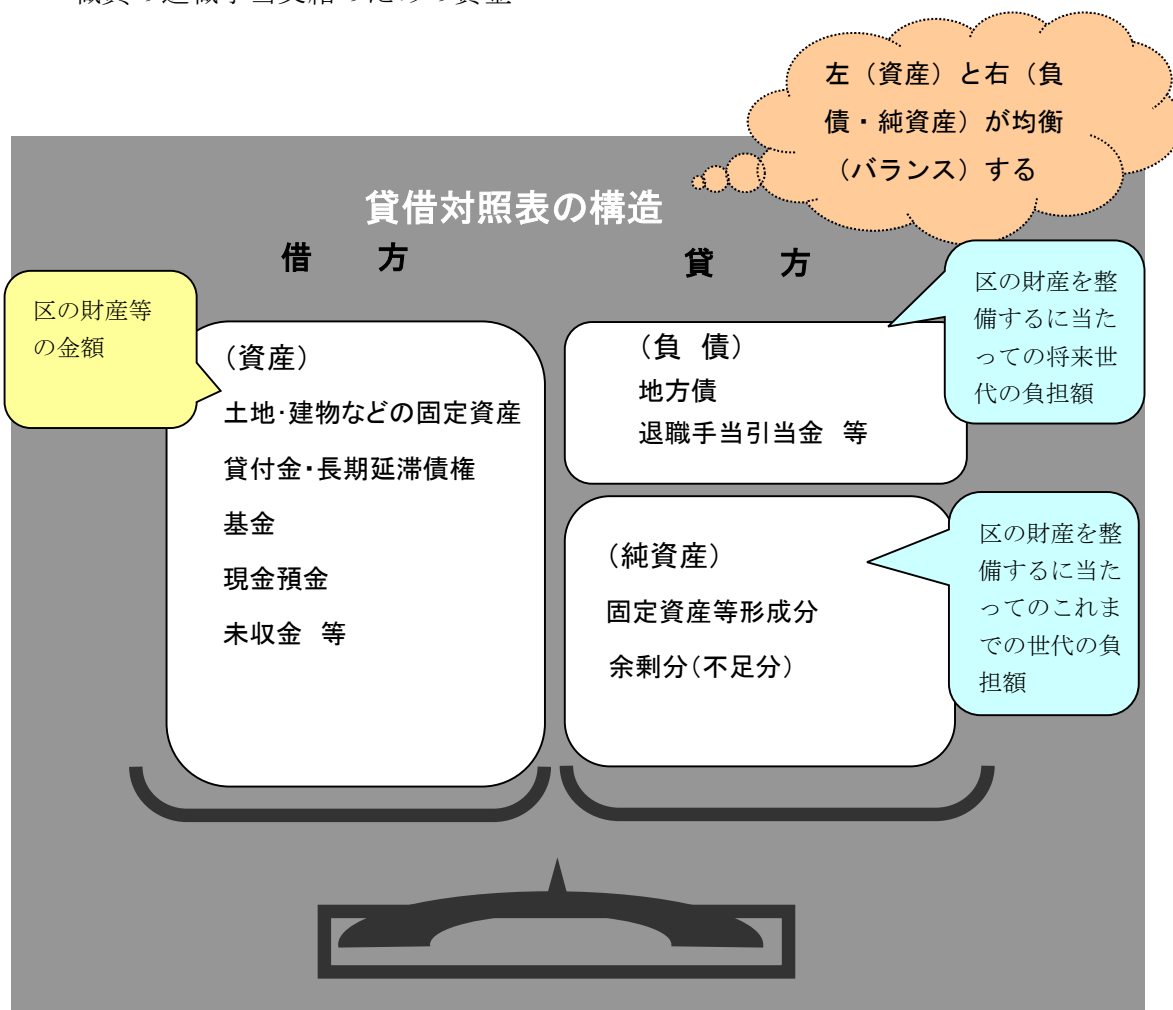 職員の退職手当支給のための資金
左（資産）と右（負
債・純資産）が均衡
（バランス）する
貸借対照表の構造
借　方
貸　方
区の財産等
の金額
（資産）
土地・建物などの固定資産
貸付金・長期延滞債権
基金
現金預金
未収金　等
（負　債）
地方債
退職手当引当金　等
区の財産を整
備するに当た
っての将来世
代の負担額
（純資産）
固定資産等形成分
余剰分（不足分）
区の財産を整
備するに当た
ってのこれま
での世代の負
担額